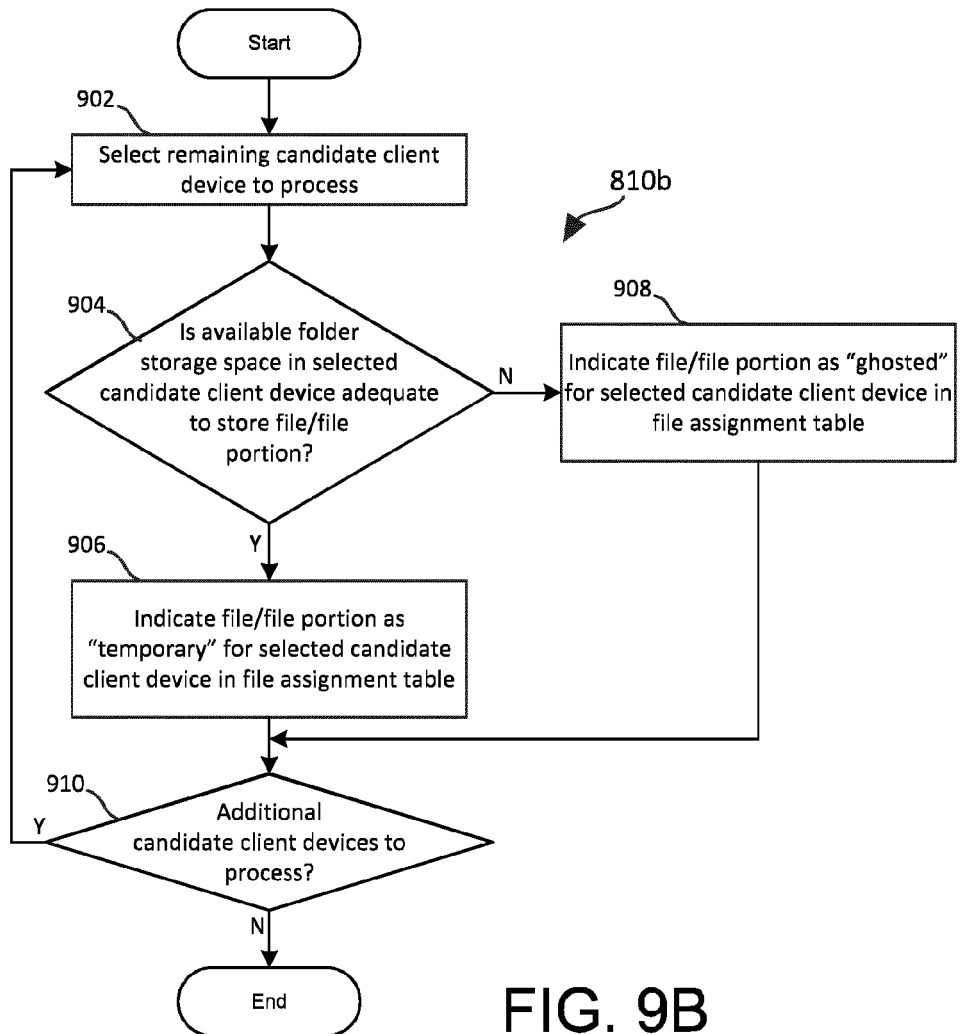 Start
902
Select remaining candidate client
device to process
810b
904
Is available folder
storage space in selected
candidate client device adequate
to store file/file
portion?
N
908
Indicate file/file portion as “ghosted”
for selected candidate client device in
file assignment table
Y
906
Indicate file/file portion as
“temporary” for selected candidate
client device in file assignment table
910
Y
Additional
candidate client devices to
process?
N
End
FIG. 9B